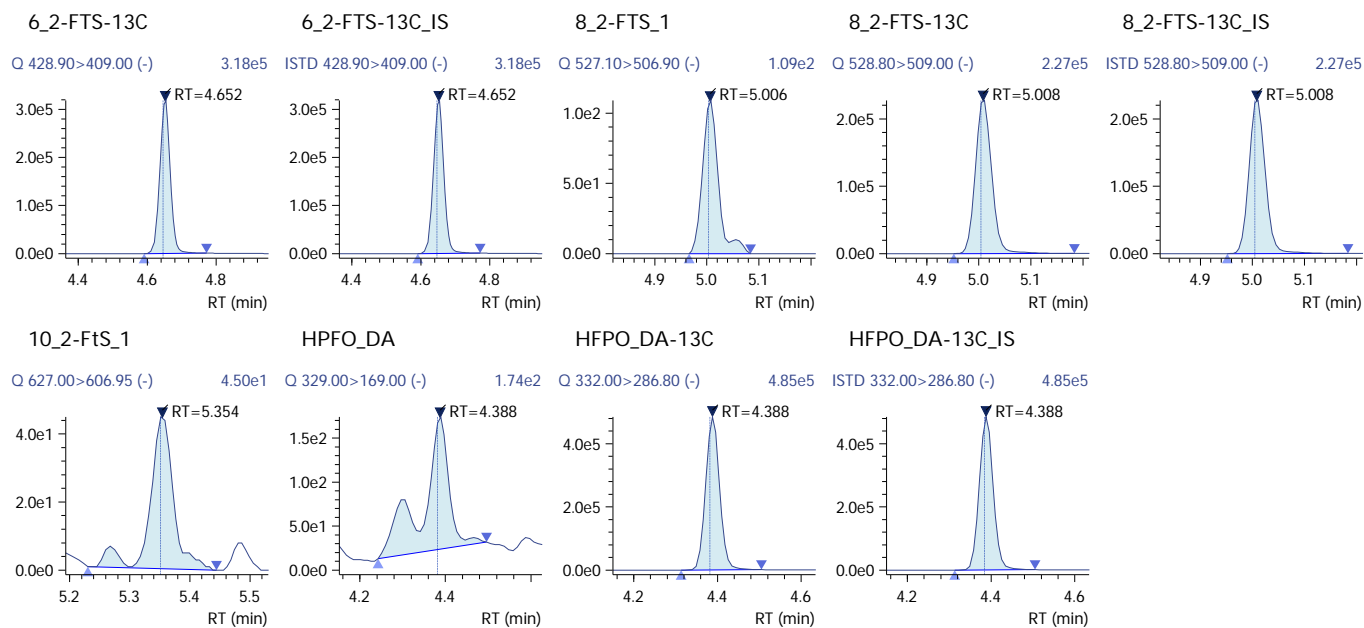 6_2-FTS-13C
Q 428.90>409.00 (-) 3.18e5
RT=4.652
3.0e5
2.0e5
1.0e5
0.0e0
4.4 4.6 4.8
RT (min)
6_2-FTS-13C_IS
ISTD 428.90>409.00 (-) 3.18e5
RT=4.652
3.0e5
2.0e5
1.0e5
0.0e0
4.4 4.6 4.8
RT (min)
8_2-FTS_1
Q 527.10>506.90 (-) 1.09e2
RT=5.006
1.0e2
5.0e1
0.0e0
4.9 5.0 5.1
RT (min)
8_2-FTS-13C
Q 528.80>509.00 (-) 2.27e5
RT=5.008
2.0e5
1.0e5
0.0e0
4.9 5.0 5.1
RT (min)
8_2-FTS-13C_IS
ISTD 528.80>509.00 (-) 2.27e5
RT=5.008
2.0e5
1.0e5
0.0e0
4.9 5.0 5.1
RT (min)
10_2-FtS_1
Q 627.00>606.95 (-) 4.50e1
RT=5.354
4.0e1
2.0e1
0.0e0
5.2 5.3 5.4 5.5
RT (min)
HPFO_DA
Q 329.00>169.00 (-) 1.74e2
RT=4.388
1.5e2
1.0e2
5.0e1
0.0e0
4.2 4.4
RT (min)
HFPO_DA-13C
Q 332.00>286.80 (-) 4.85e5
RT=4.388
4.0e5
2.0e5
0.0e0
4.2 4.4 4.6
RT (min)
HFPO_DA-13C_IS
ISTD 332.00>286.80 (-) 4.85e5
RT=4.388
4.0e5
2.0e5
0.0e0
4.2 4.4 4.6
RT (min)